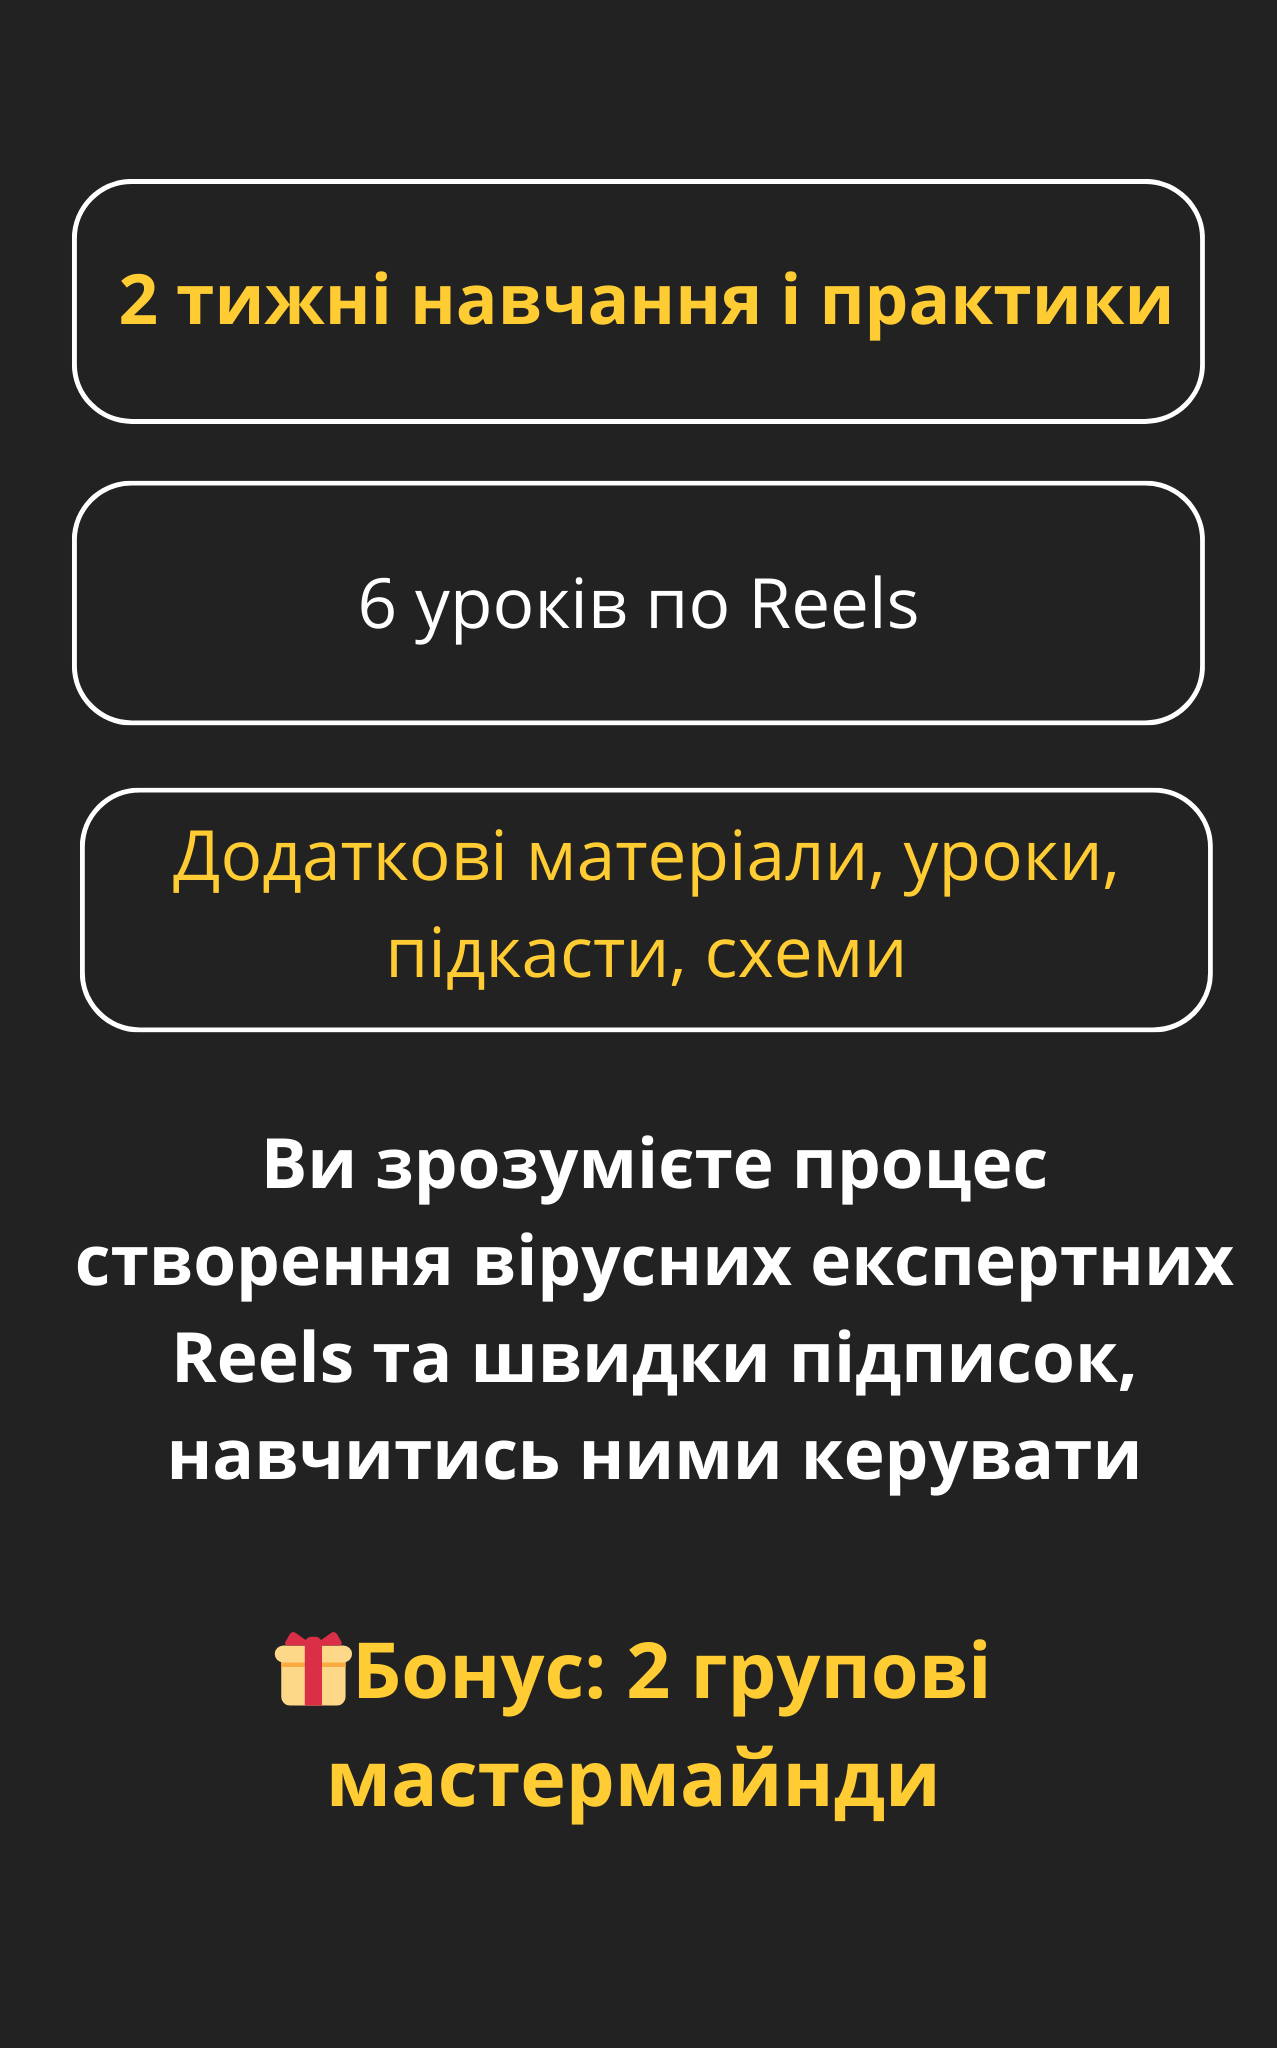 2 тижні навчання і практики
6 уроків по Reels
Додаткові матеріали, уроки,
підкасти, схеми
Ви зрозумієте процес
створення вірусних експертних
Reels та швидки підписок,
навчитись ними керувати
🎁Бонус: 2 групові
мастермайнди